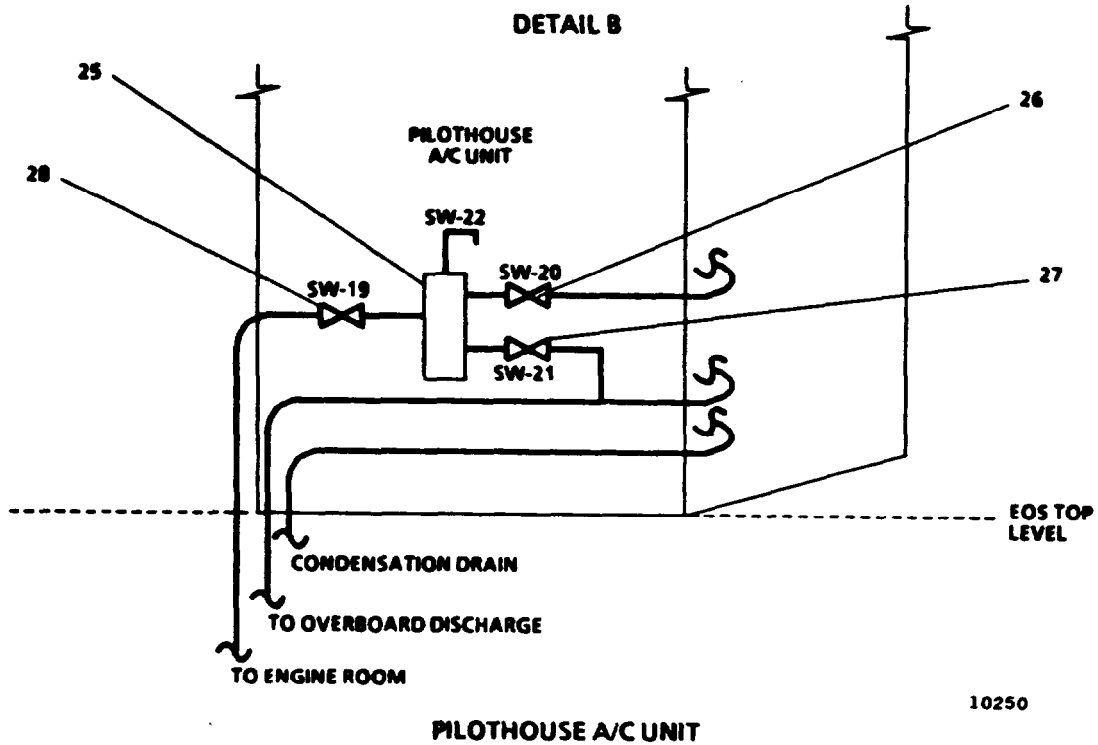 DETAIL B
25
26
PILOTHOUSE
A/C UNIT
28
SW-22
SW-20
27
SW-19
SW-21
EOS TOP
LEVEL
CONDENSATION DRAIN
TO OVERBOARD DISCHARGE
TO ENGINE ROOM
10250
PILOTHOUSE A/C UNIT